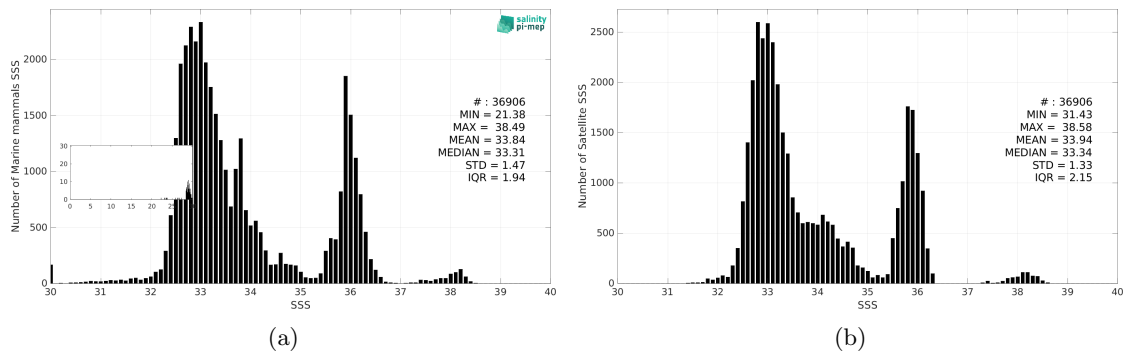 salinity
pi-mep
Number of Marine mammals SSS
2000
1500
1000
500
0
# : 36906
MIN = 21.38
MAX = 38.49
MEAN = 33.84
MEDIAN = 33.31
STD = 1.47
IQR = 1.94
30
20
10
0
0 5 10 15 20 25
30 31 32 33 34 35 36 37 38 39 40
SSS
(a)
Number of Satellite SSS
2500
2000
1500
1000
500
0
# : 36906
MIN = 31.43
MAX = 38.58
MEAN = 33.94
MEDIAN = 33.34
STD = 1.33
IQR = 2.15
30 31 32 33 34 35 36 37 38 39 40
SSS
(b)